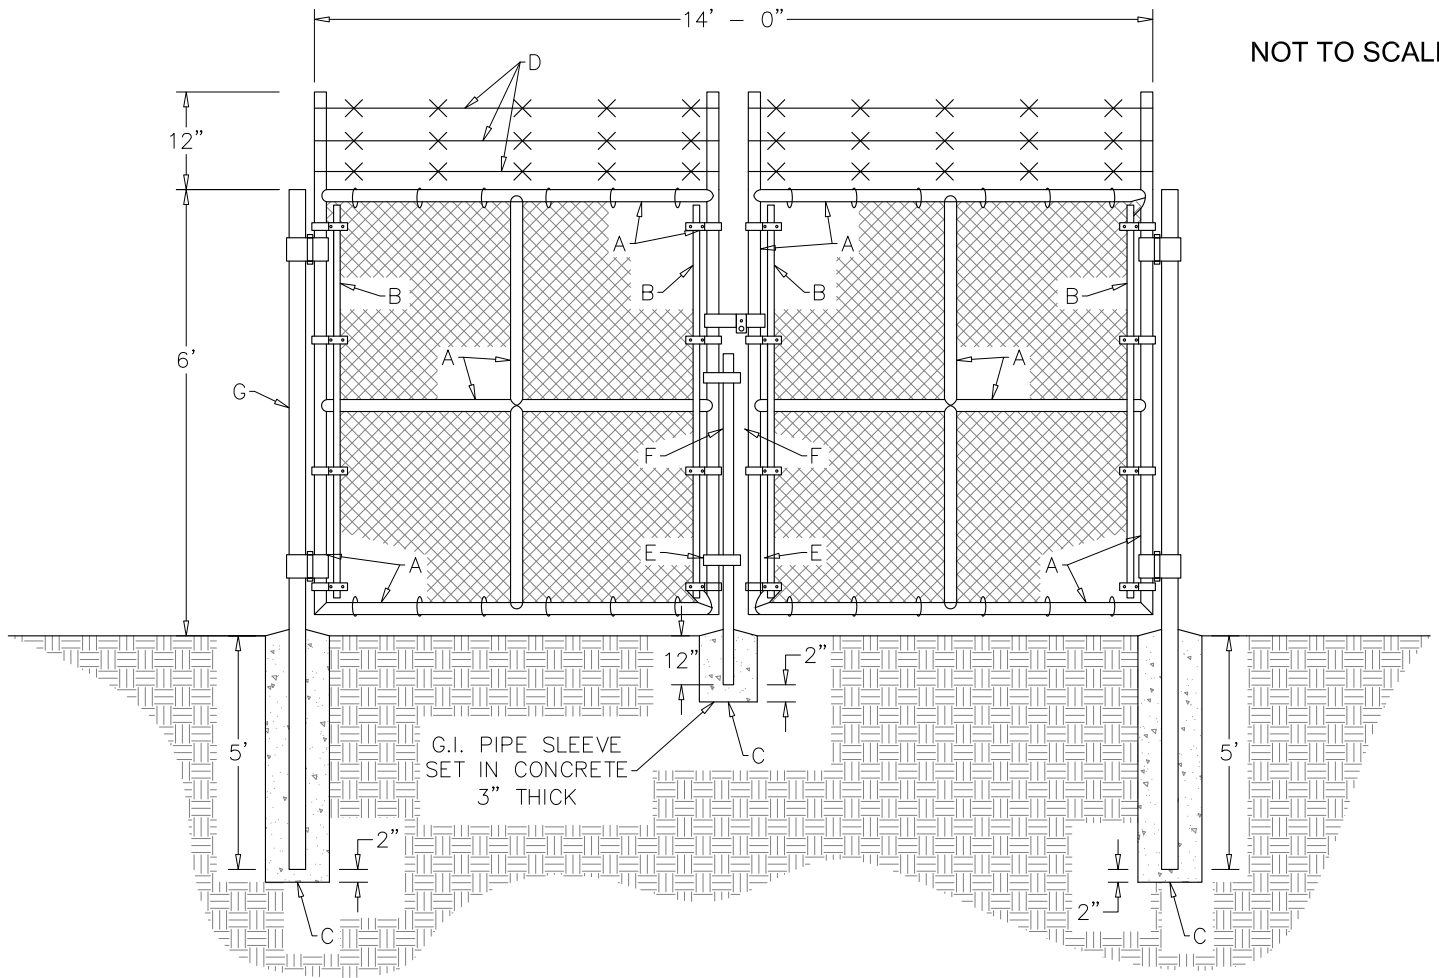 14' - 0"
NOT TO SCAL
D
12"
A
A
B
B
B
B
6'
A
A
G
F
F
E
E
A
A
12"
2"
5'
G.I. PIPE SLEEVE
SET IN CONCRETE
3" THICK
C
5'
2"
2"
C
C